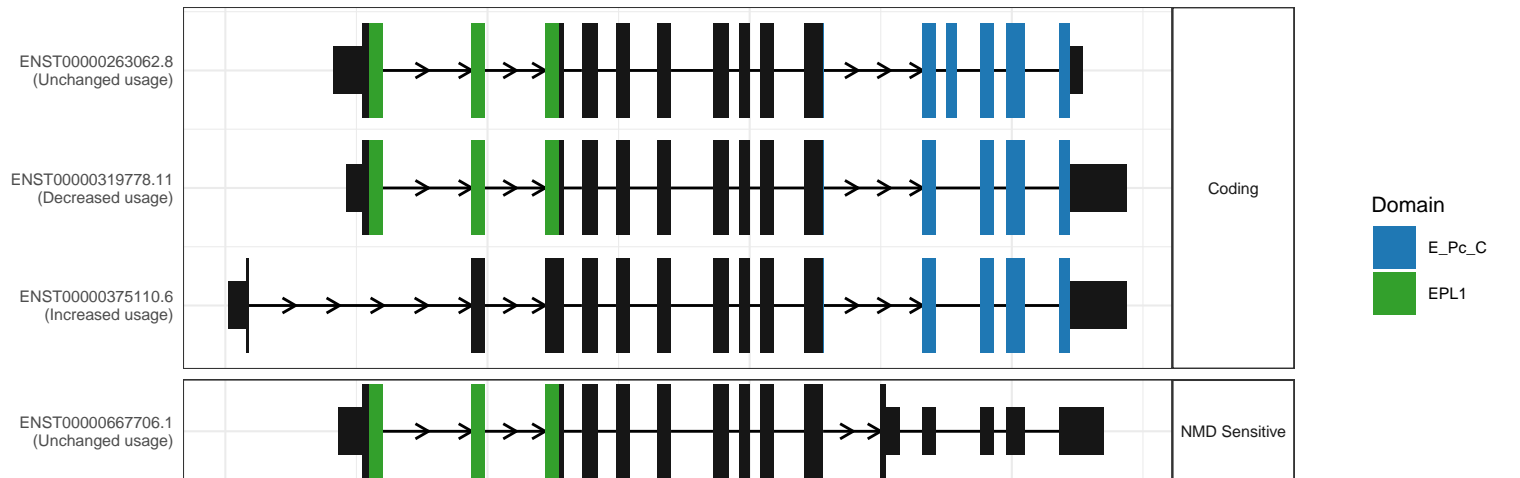 ENST00000263062.8
(Unchanged usage)
ENST00000319778.11
(Decreased usage)
Coding
ENST00000375110.6
(Increased usage)
ENST00000667706.1
(Unchanged usage)
NMD Sensitive
Domain
E_Pc_C
EPL1